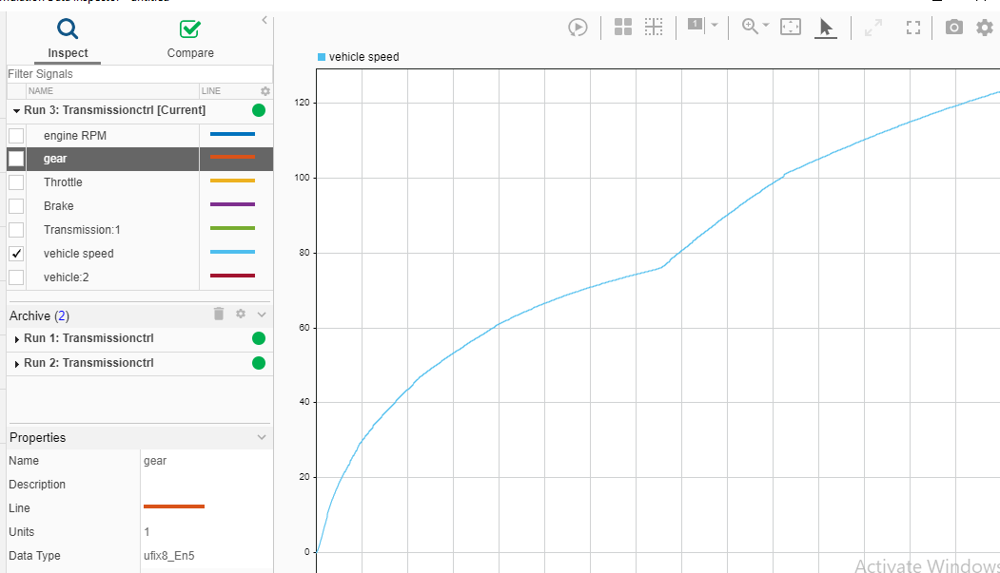 Inspect
Compare
Filter Signals
NAME LINE
Run 3: Transmissionctrl [Current]
engine RPM
gear
Throttle
Brake
Transmission:1
vehicle speed
vehicle:2
Archive (2)
Run 1: Transmissionctrl
Run 2: Transmissionctrl
Properties
Name gear
Description
Line
Units 1
Data Type ufix8_En5
1
vehicle speed
120
100
80
60
40
20
0
Activate Windows